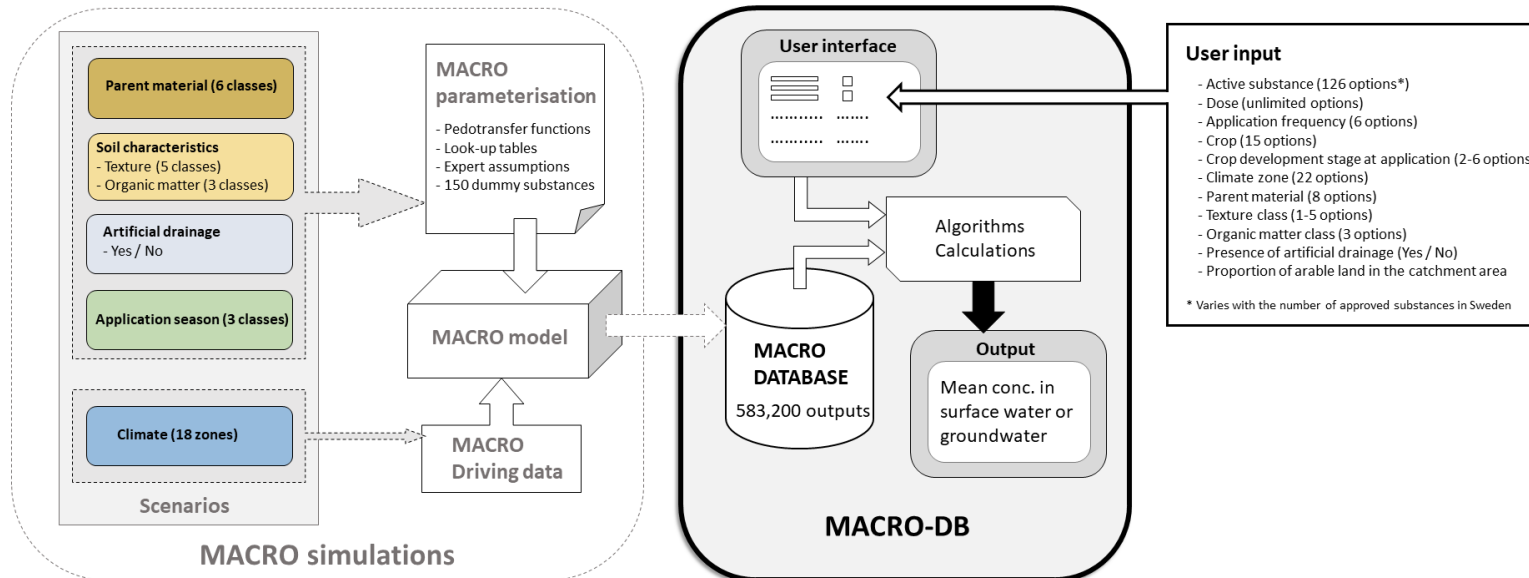 Parent material (6 classes)
Soil characteristics
- Texture (5 classes)
- Organic matter (3 classes)
Artificial drainage
- Yes / No
Application season (3 classes)
Climate (18 zones)
Scenarios
MACRO
parameterisation
- Pedotransfer functions
- Look-up tables
- Expert assumptions
- 150 dummy substances
MACRO model
MACRO
Driving data
MACRO simulations
User interface
Algorithms
Calculations
MACRO
DATABASE
583,200 outputs
Output
Mean conc. in
surface water or
groundwater
MACRO-DB
User input
- Active substance (126 options*)
- Dose (unlimited options)
- Application frequency (6 options)
- Crop (15 options)
- Crop development stage at application (2-6 options
- Climate zone (22 options)
- Parent material (8 options)
- Texture class (1-5 options)
- Organic matter class (3 options)
- Presence of artificial drainage (Yes / No)
- Proportion of arable land in the catchment area
* Varies with the number of approved substances in Sweden